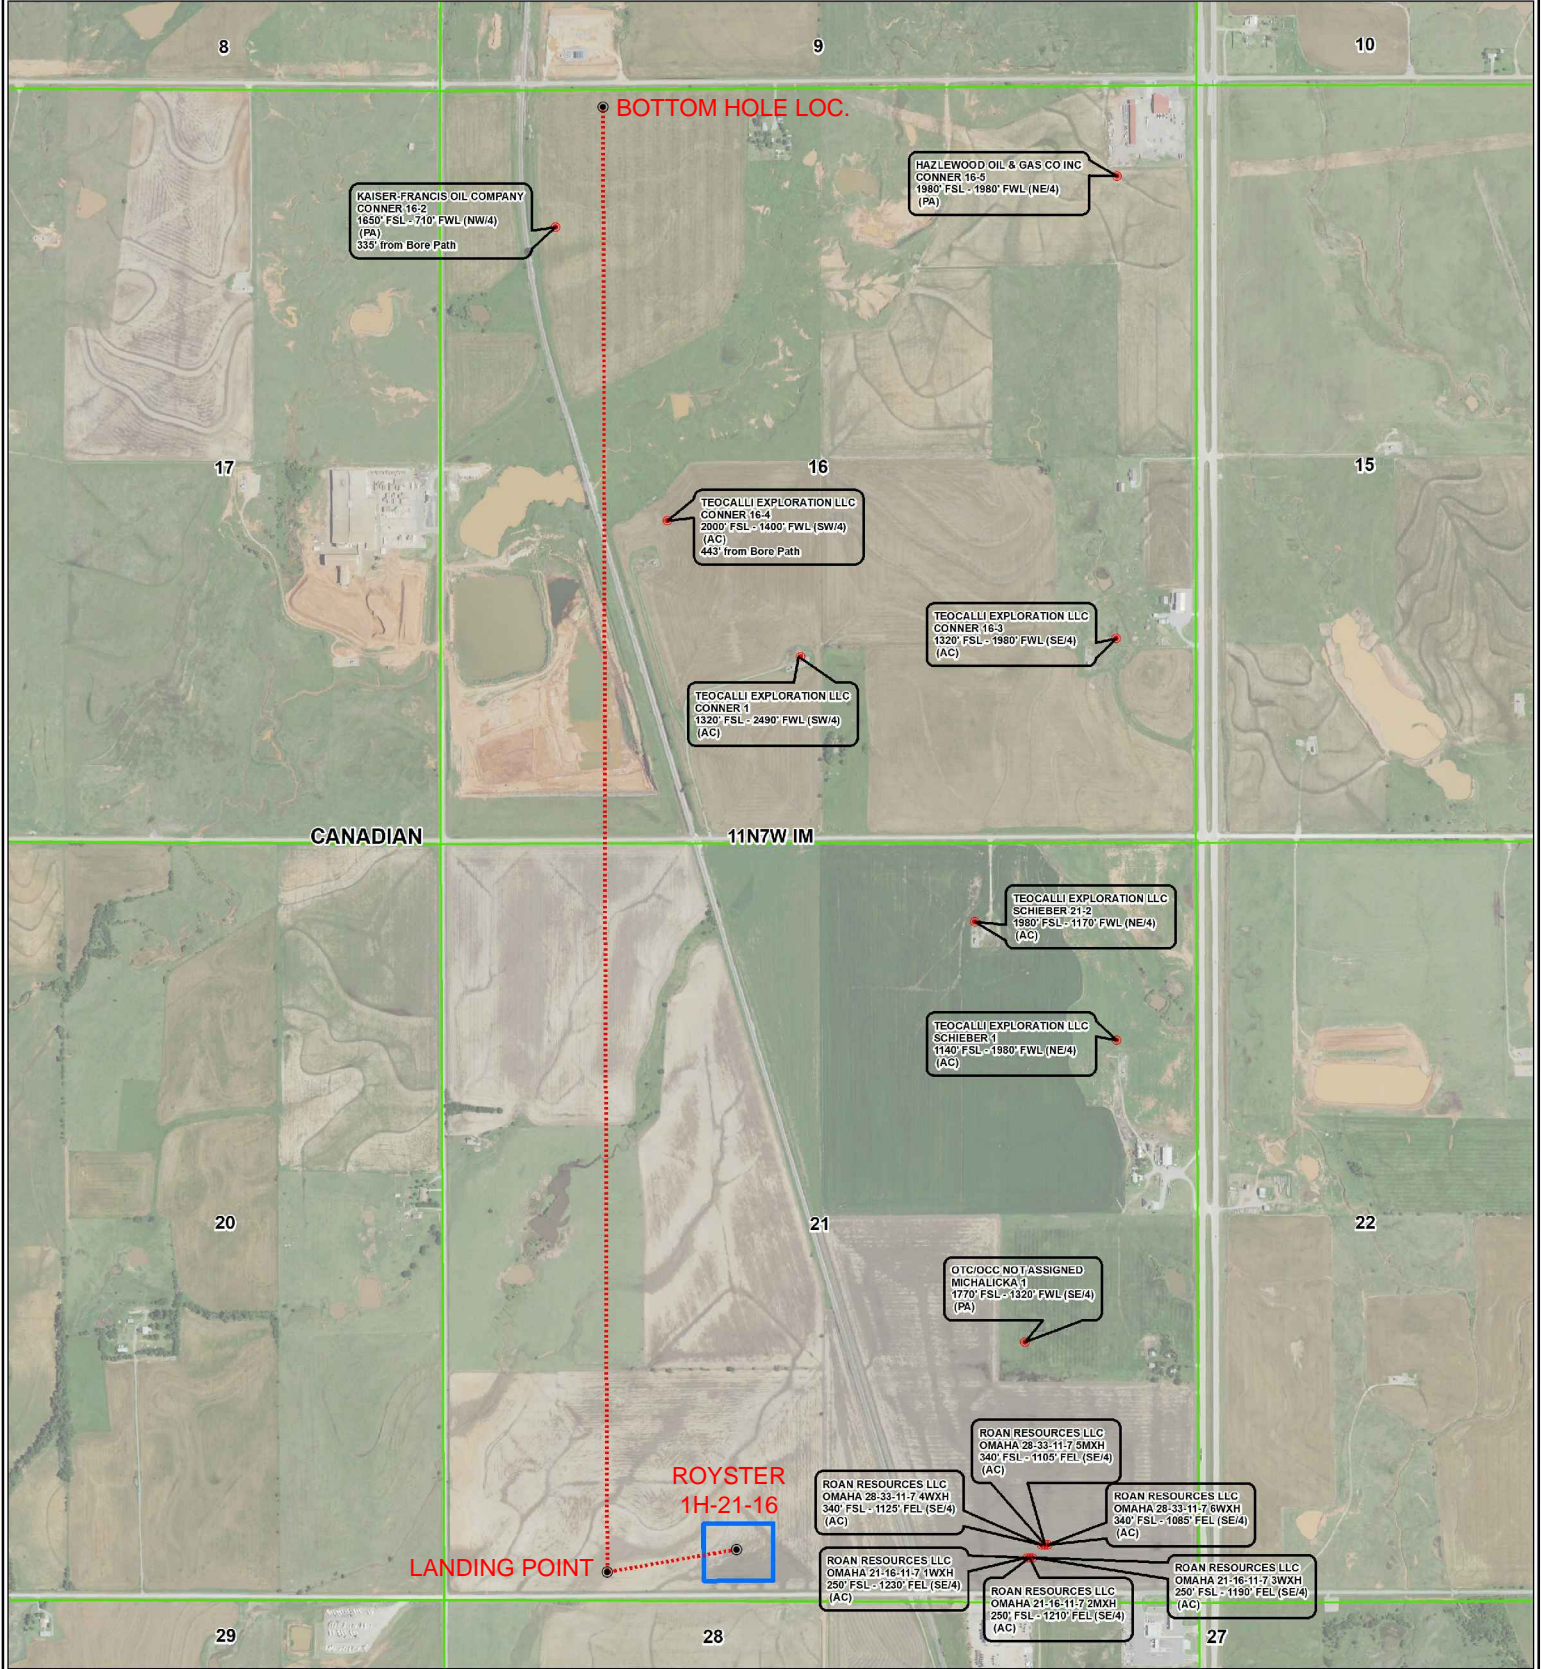 8
9
10
BOTTOM HOLE LOC.
HAZLEWOOD OIL & GAS CO INC
CONNER 16-5
1980' FSL - 1980' FWL (NE/4)
(PA)
KAISER-FRANCIS OIL COMPANY
CONNER 16-2
1650' FSL - 710' FWL (NW/4)
(PA)
335' from Bore Path
17
16
15
TEOCALLI EXPLORATION LLC
CONNER 16-4
2000' FSL - 1400' FWL (SW/4)
(AC)
443' from Bore Path
TEOCALLI EXPLORATION LLC
CONNER 16-3
1320' FSL - 1980' FWL (SE/4)
(AC)
TEOCALLI EXPLORATION LLC
CONNER 1
1320' FSL - 2490' FWL (SW/4)
(AC)
CANADIAN
11N7W IM
TEOCALLI EXPLORATION LLC
SCHIEBER 21-2
1980' FSL - 1170' FWL (NE/4)
(AC)
TEOCALLI EXPLORATION LLC
SCHIEBER 1
1140' FSL - 1980' FWL (NE/4)
(AC)
20
21
22
OTC/OCC NOT ASSIGNED
MICHALICKA 1
1770' FSL - 1320' FWL (SE/4)
(PA)
ROAN RESOURCES LLC
OMAHA 28-33-11-7 5MXH
340' FSL - 1105' FEL (SE/4)
(AC)
ROYSTER
1H-21-16
ROAN RESOURCES LLC
OMAHA 28-33-11-7 4WXH
340' FSL - 1125' FEL (SE/4)
(AC)
ROAN RESOURCES LLC
OMAHA 28-33-11-7 6WXH
340' FSL - 1085' FEL (SE/4)
(AC)
LANDING POINT
ROAN RESOURCES LLC
OMAHA 21-16-11-7 1WXH
250' FSL - 1230' FEL (SE/4)
(AC)
ROAN RESOURCES LLC
OMAHA 21-16-11-7 2MXH
250' FSL - 1210' FEL (SE/4)
(AC)
ROAN RESOURCES LLC
OMAHA 21-16-11-7 3WXH
250' FSL - 1190' FEL (SE/4)
(AC)
29
28
27